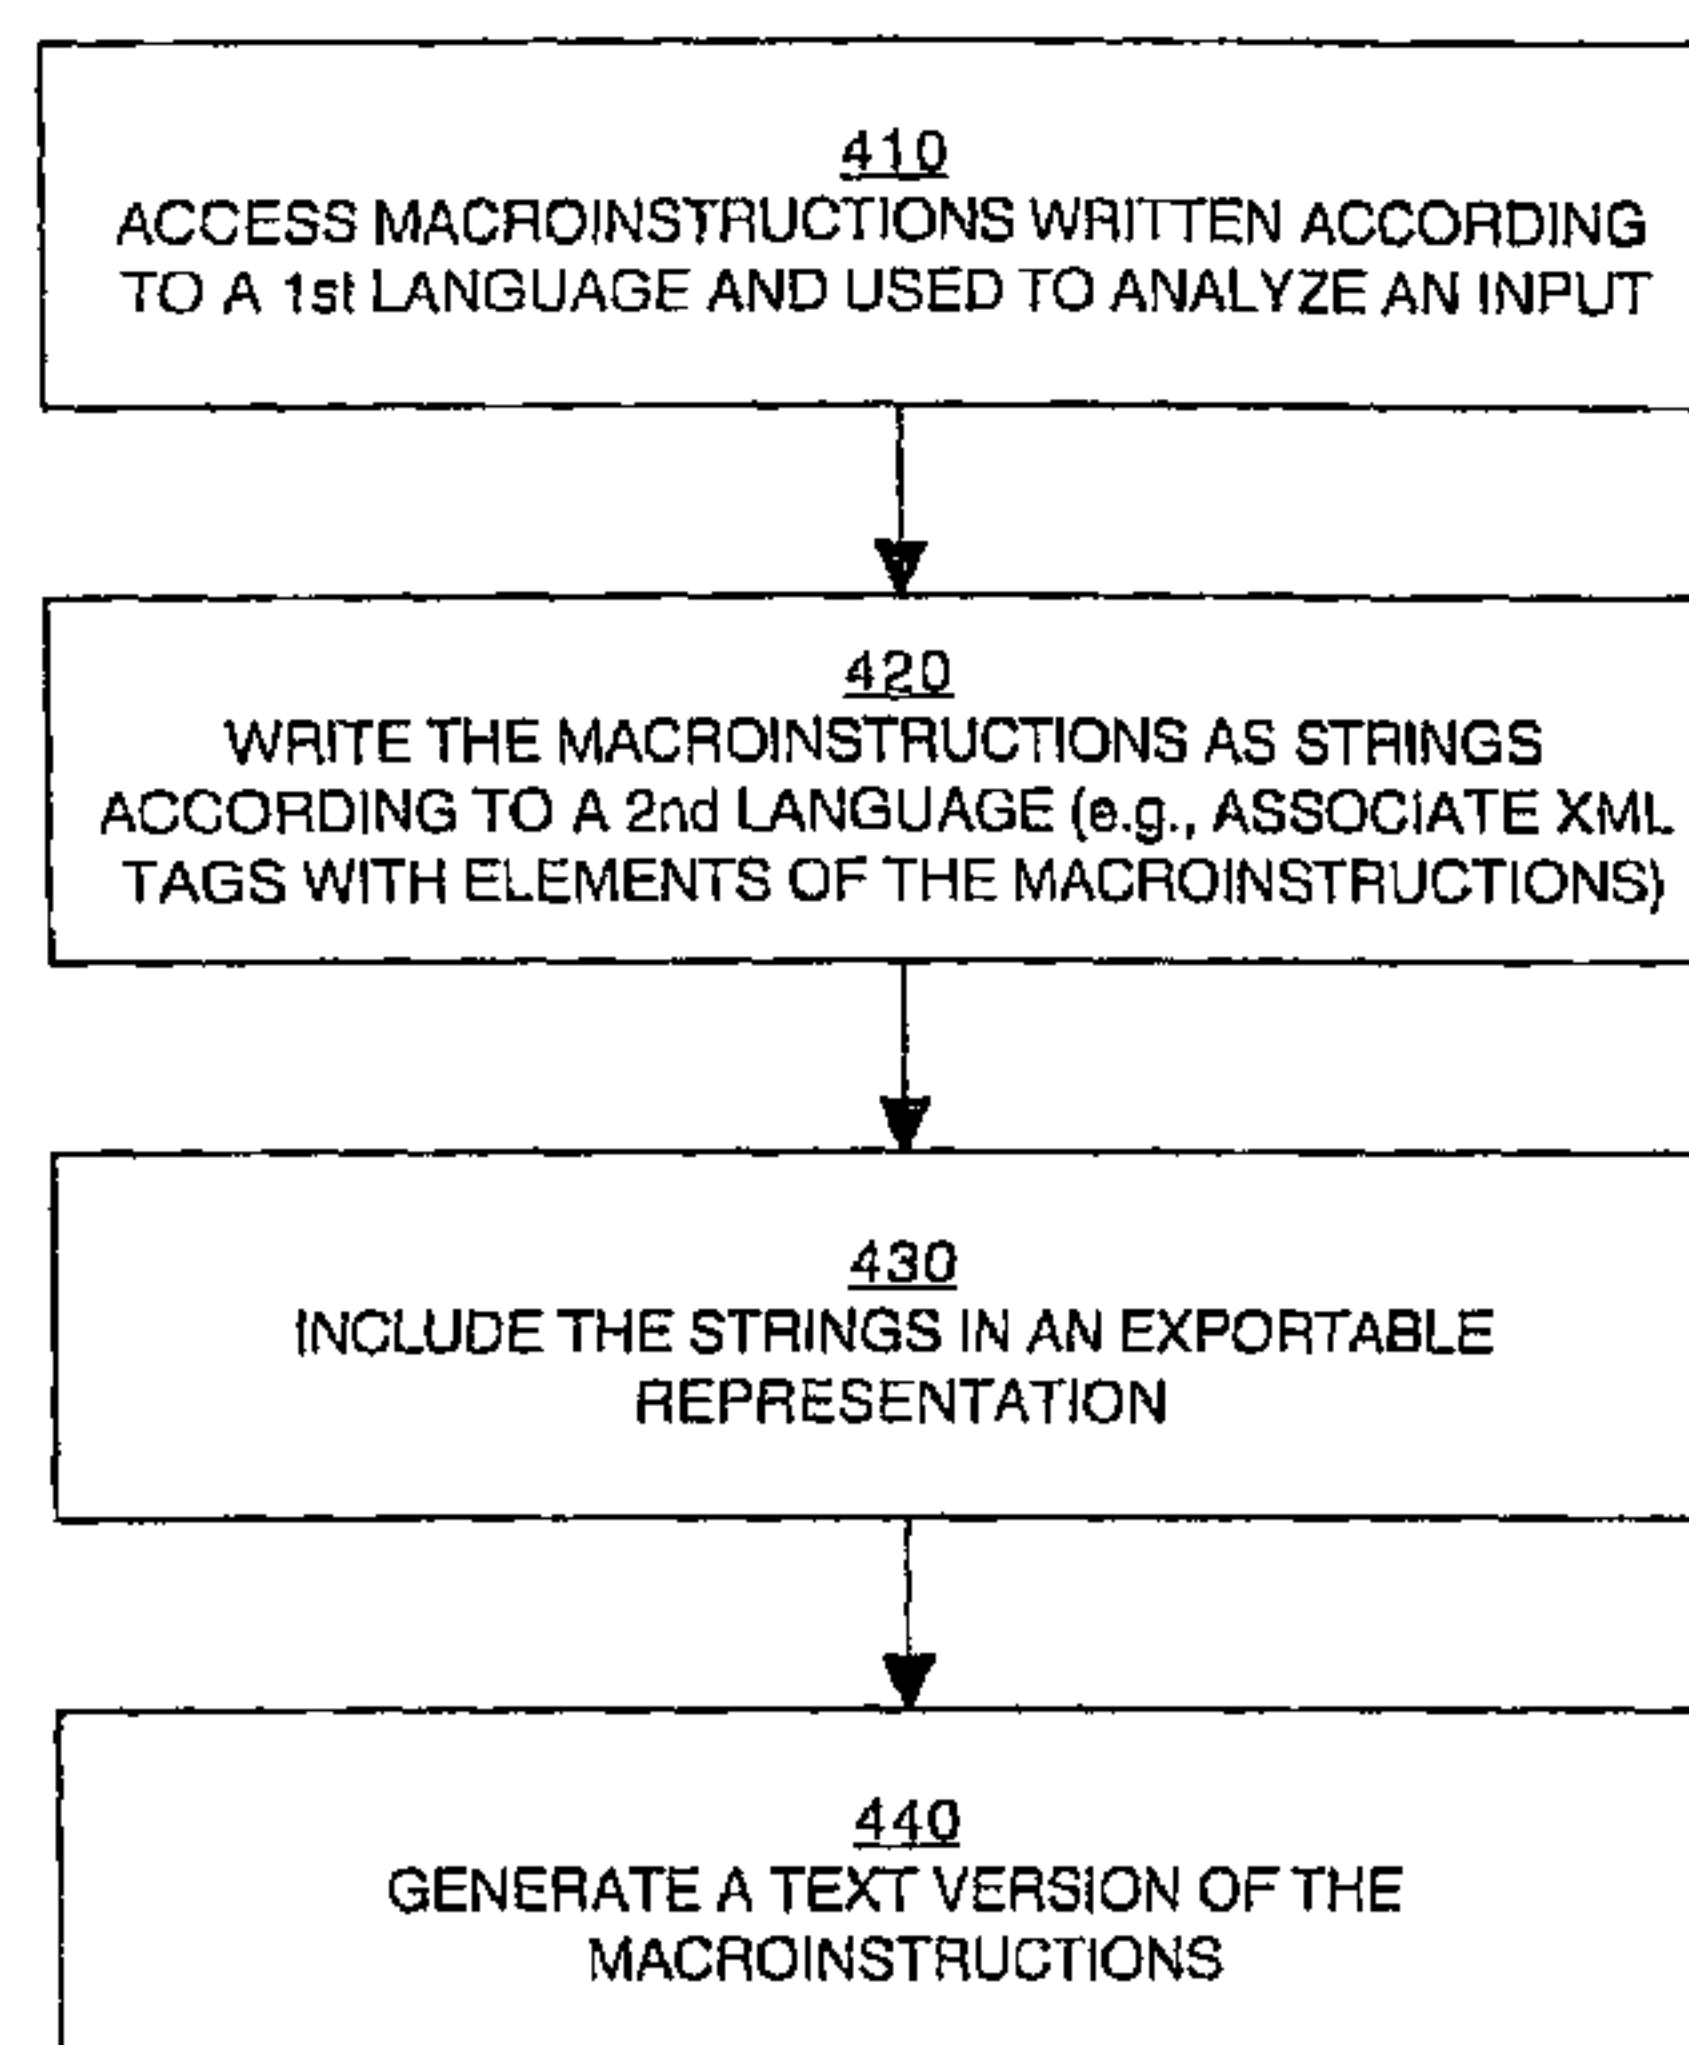 410
ACCESS MACROINSTRUCTIONS WRITTEN ACCORDING
TO A 1st LANGUAGE AND USED TO ANALYZE AN INPUT
420
WRITE THE MACROINSTRUCTIONS AS STRINGS
ACCORDING TO A 2nd LANGUAGE (e.g., ASSOCIATE XML
TAGS WITH ELEMENTS OF THE MACROINSTRUCTIONS)
430
INCLUDE THE STRINGS IN AN EXPORTABLE
REPRESENTATION
440
GENERATE A TEXT VERSION OF THE
MACROINSTRUCTIONS